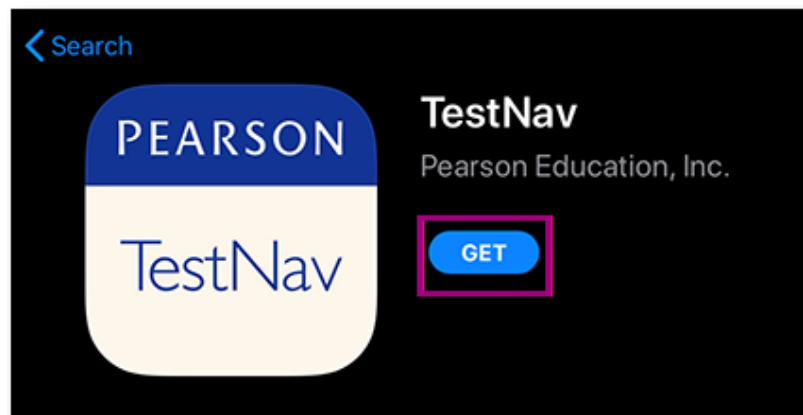 Search
PEARSON
TestNav
TestNav
Pearson Education, Inc.
GET